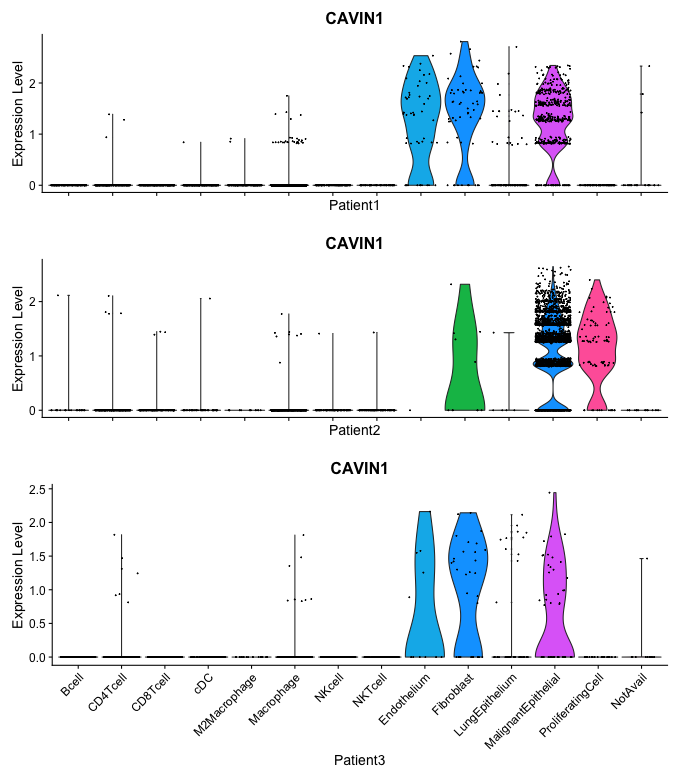 CAVIN1
Expression Level
2
1
0
Patient1
CAVIN1
Expression Level
2
1
0
Patient2
CAVIN1
Expression Level
2.5
2.0
1.5
1.0
0.5
0.0
Bcell
CD4Tcell
CD8Tcell
cDC
M2Macrophage
Macrophage
NKcell
NKTcell
Endothelium
Fibroblast
LungEpithelium
MalignantEpithelial
ProliferatingCell
NotAvail
Patient3